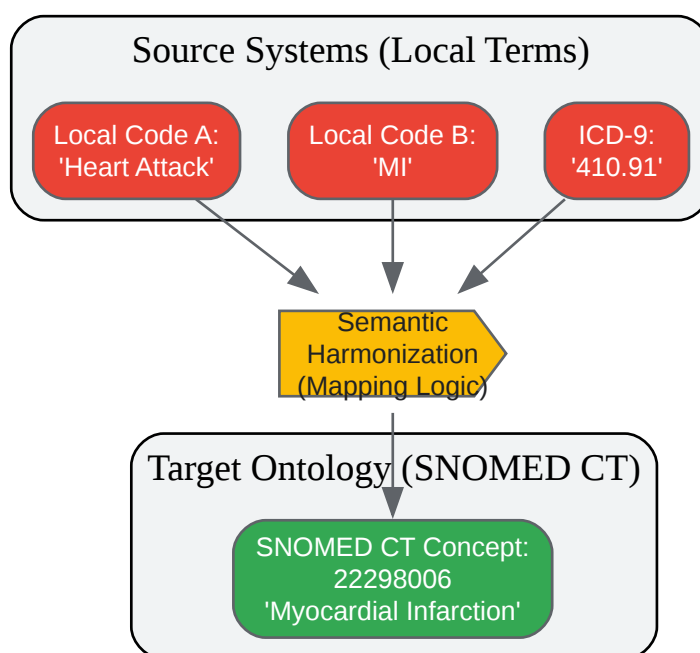 Source Systems (Local Terms)
Local Code A:
'Heart Attack'
Local Code B:
'MI'
ICD-9:
'410.91'
Semantic
Harmonization
(Mapping Logic)
Target Ontology (SNOMED CT)
SNOMED CT Concept:
22298006
'Myocardial Infarction'